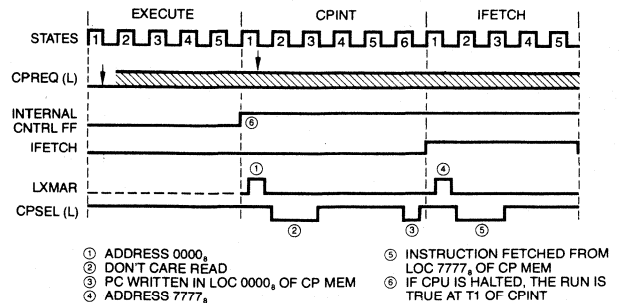 EXECUTE CPINT IFETCH
STATES 1 2 3 4 5 1 2 3 4 5 6 1 2 3 4 5
CPREQ (L)
INTERNAL
CNTRL FF
⑥
IFETCH
LXMAR ① ④
CPSEL (L)
② ③ ⑤
① ADDRESS 0000₈
② DON'T CARE READ
③ PC WRITTEN IN LOC 0000₈ OF CP MEM
④ ADDRESS 7777₈
⑤ INSTRUCTION FETCHED FROM
LOC 7777₈ OF CP MEM
⑥ IF CPU IS HALTED, THE RUN IS
TRUE AT T1 OF CPINT